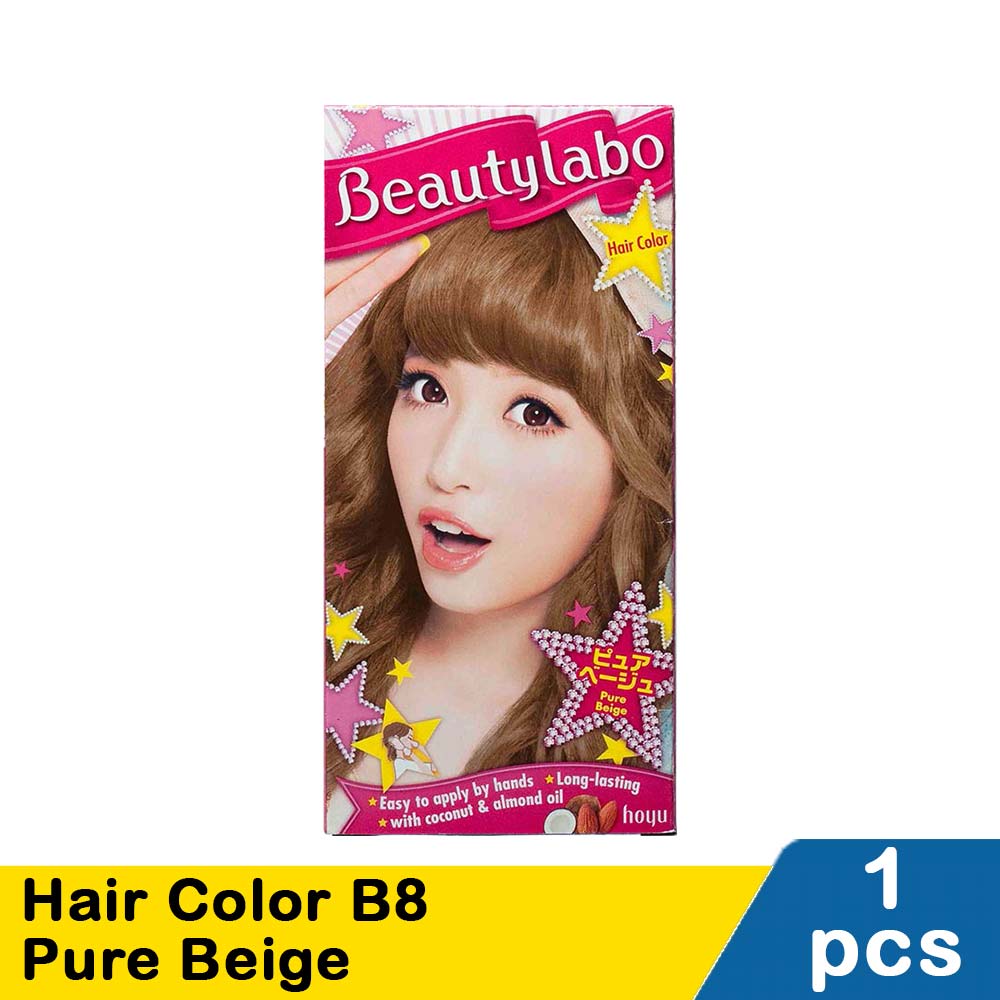 Beautylabo
Hair Color
ピュア
ベージュ
Pure
Beige
★Easy to apply by hands ★Long-lasting
★with coconut & almond oil
hoyu
Hair Color B8
Pure Beige
1
pcs